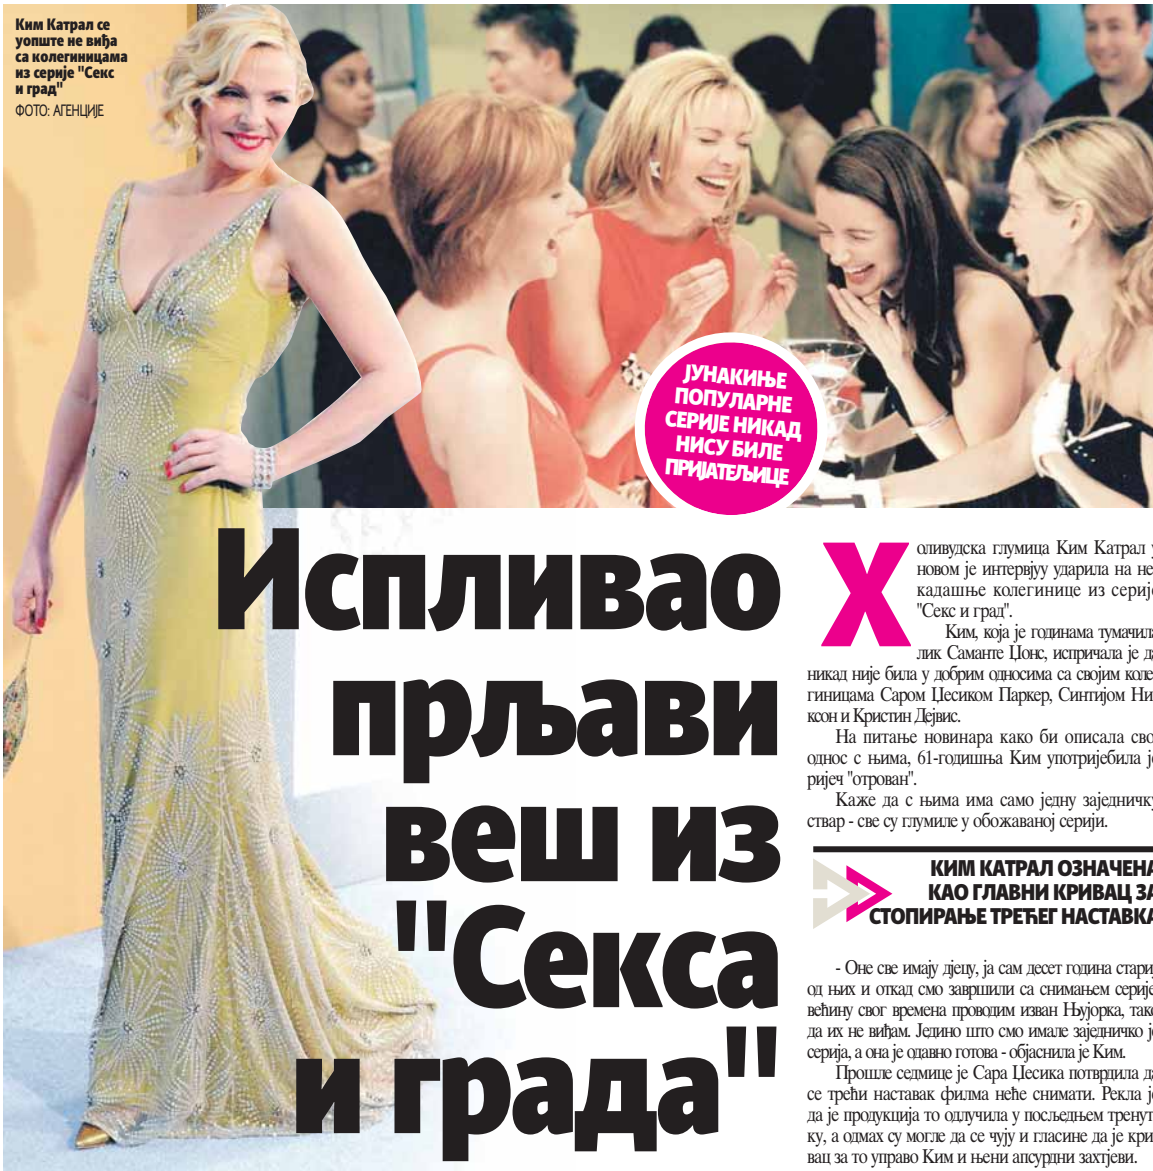 Ким Катрал се
уопште не виђа
са колегиницама
из серије "Секс
и град"
ФОТО: АГЕНЦИЈЕ
ЈУНАКИЊЕ
ПОПУЛАРНЕ
СЕРИЈЕ НИКАД
НИСУ БИЛЕ
ПРИЈАТЕЉИЦЕ
Испливао
прљави
веш из
"Секса
и града"
Холивудска глумица Ким Катрал у
новом је интервјуу ударила на не
кадашње колегинице из серије
"Секс и град".
Ким, која је годинама тумачила
лик Саманте Џонс, испричала је да
никад није била у добрим односима са својим коле
гиницама Саром Џесиком Паркер, Синтијом Ни
ксон и Кристин Дејвис.
На питање новинара како би описала сво
однос с њима, 61-годишња Ким употријебила је
ријеч "отрован".
Каже да с њима има само једну заједничку
ствар - све су глумиле у обожаваној серији.
КИМ КАТРАЛ ОЗНАЧЕНА
КАО ГЛАВНИ КРИВАЦ ЗА
СТОПИРАЊЕ ТРЕЋЕГ НАСТАВКА
- Оне све имају дјецу, ја сам десет година стариј
од њих и откад смо завршили са снимањем серије
већину свог времена проводим изван Њујорка, тако
да их не виђам. Једино што смо имале заједничко је
серија, а она је одавно готова - објаснила је Ким.
Прошле седмице је Сара Џесика потврдила да
се трећи наставак филма неће снимати. Рекла је
да је продукција то одлучила у посљедњем тренут
ку, а одмах су могле да се чују и гласине да је кри
вац за то управо Ким и њени апсурдни захтјеви.